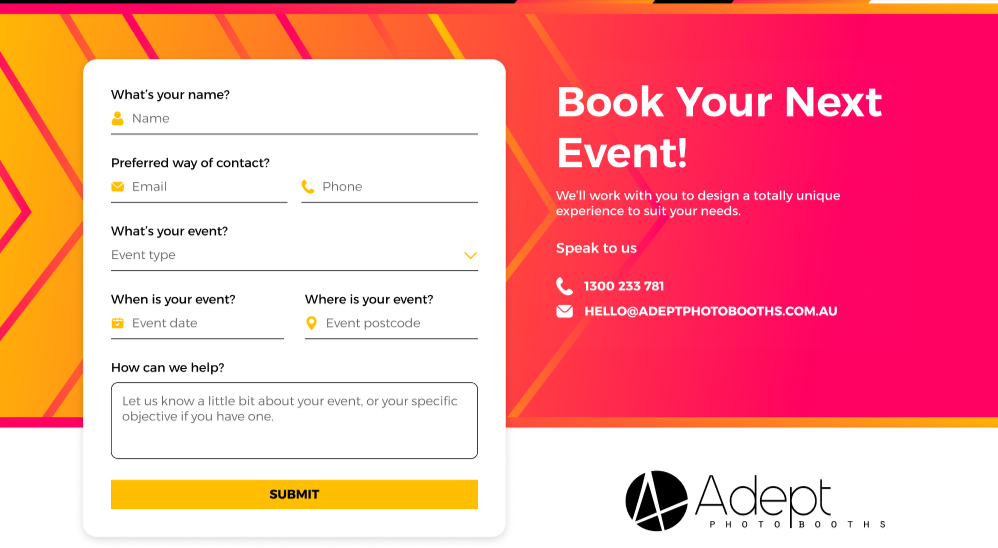 What's your name?
Name
Preferred way of contact?
Email
Phone
What's your event?
Event type
When is your event?
Where is your event?
Event date
Event postcode
How can we help?
Let us know a little bit about your event, or your specific
objective if you have one.
SUBMIT
Book Your Next
Event!
We'll work with you to design a totally unique
experience to suit your needs.
Speak to us
1300 233 781
HELLO@ADEPTPHOTOBOOTHS.COM.AU
Adept
PHOTOBOOTHS